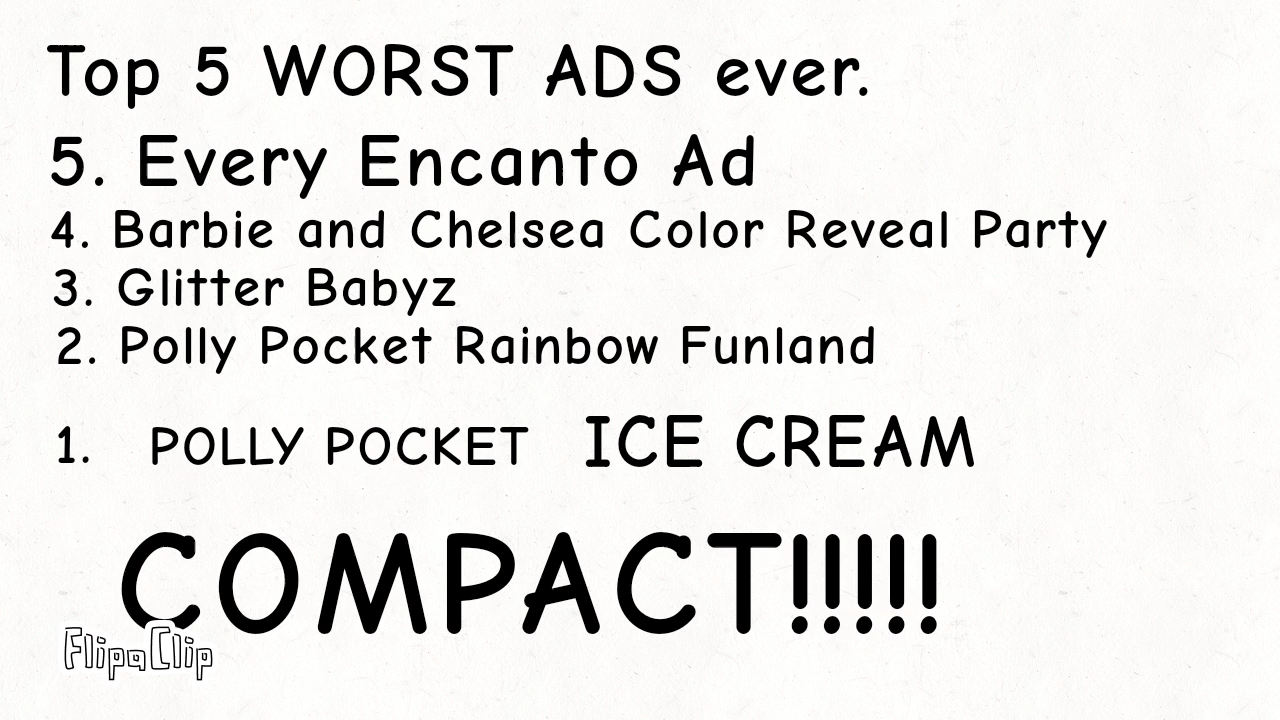 Top 5 WORST ADS ever.
5. Every Encanto Ad
4. Barbie and Chelsea Color Reveal Party
3. Glitter Babyz
2. Polly Pocket Rainbow Funland
1. POLLY POCKET ICE CREAM
COMPACT!!!!!
FlipaClip